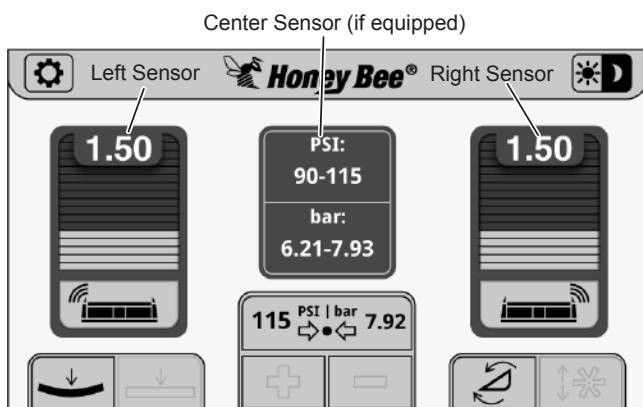 Center Sensor (if equipped)
Left Sensor
Honey Bee®
Right Sensor
1.50
PSI:
90-115
bar:
6.21-7.93
1.50
115 PSI | bar 7.92